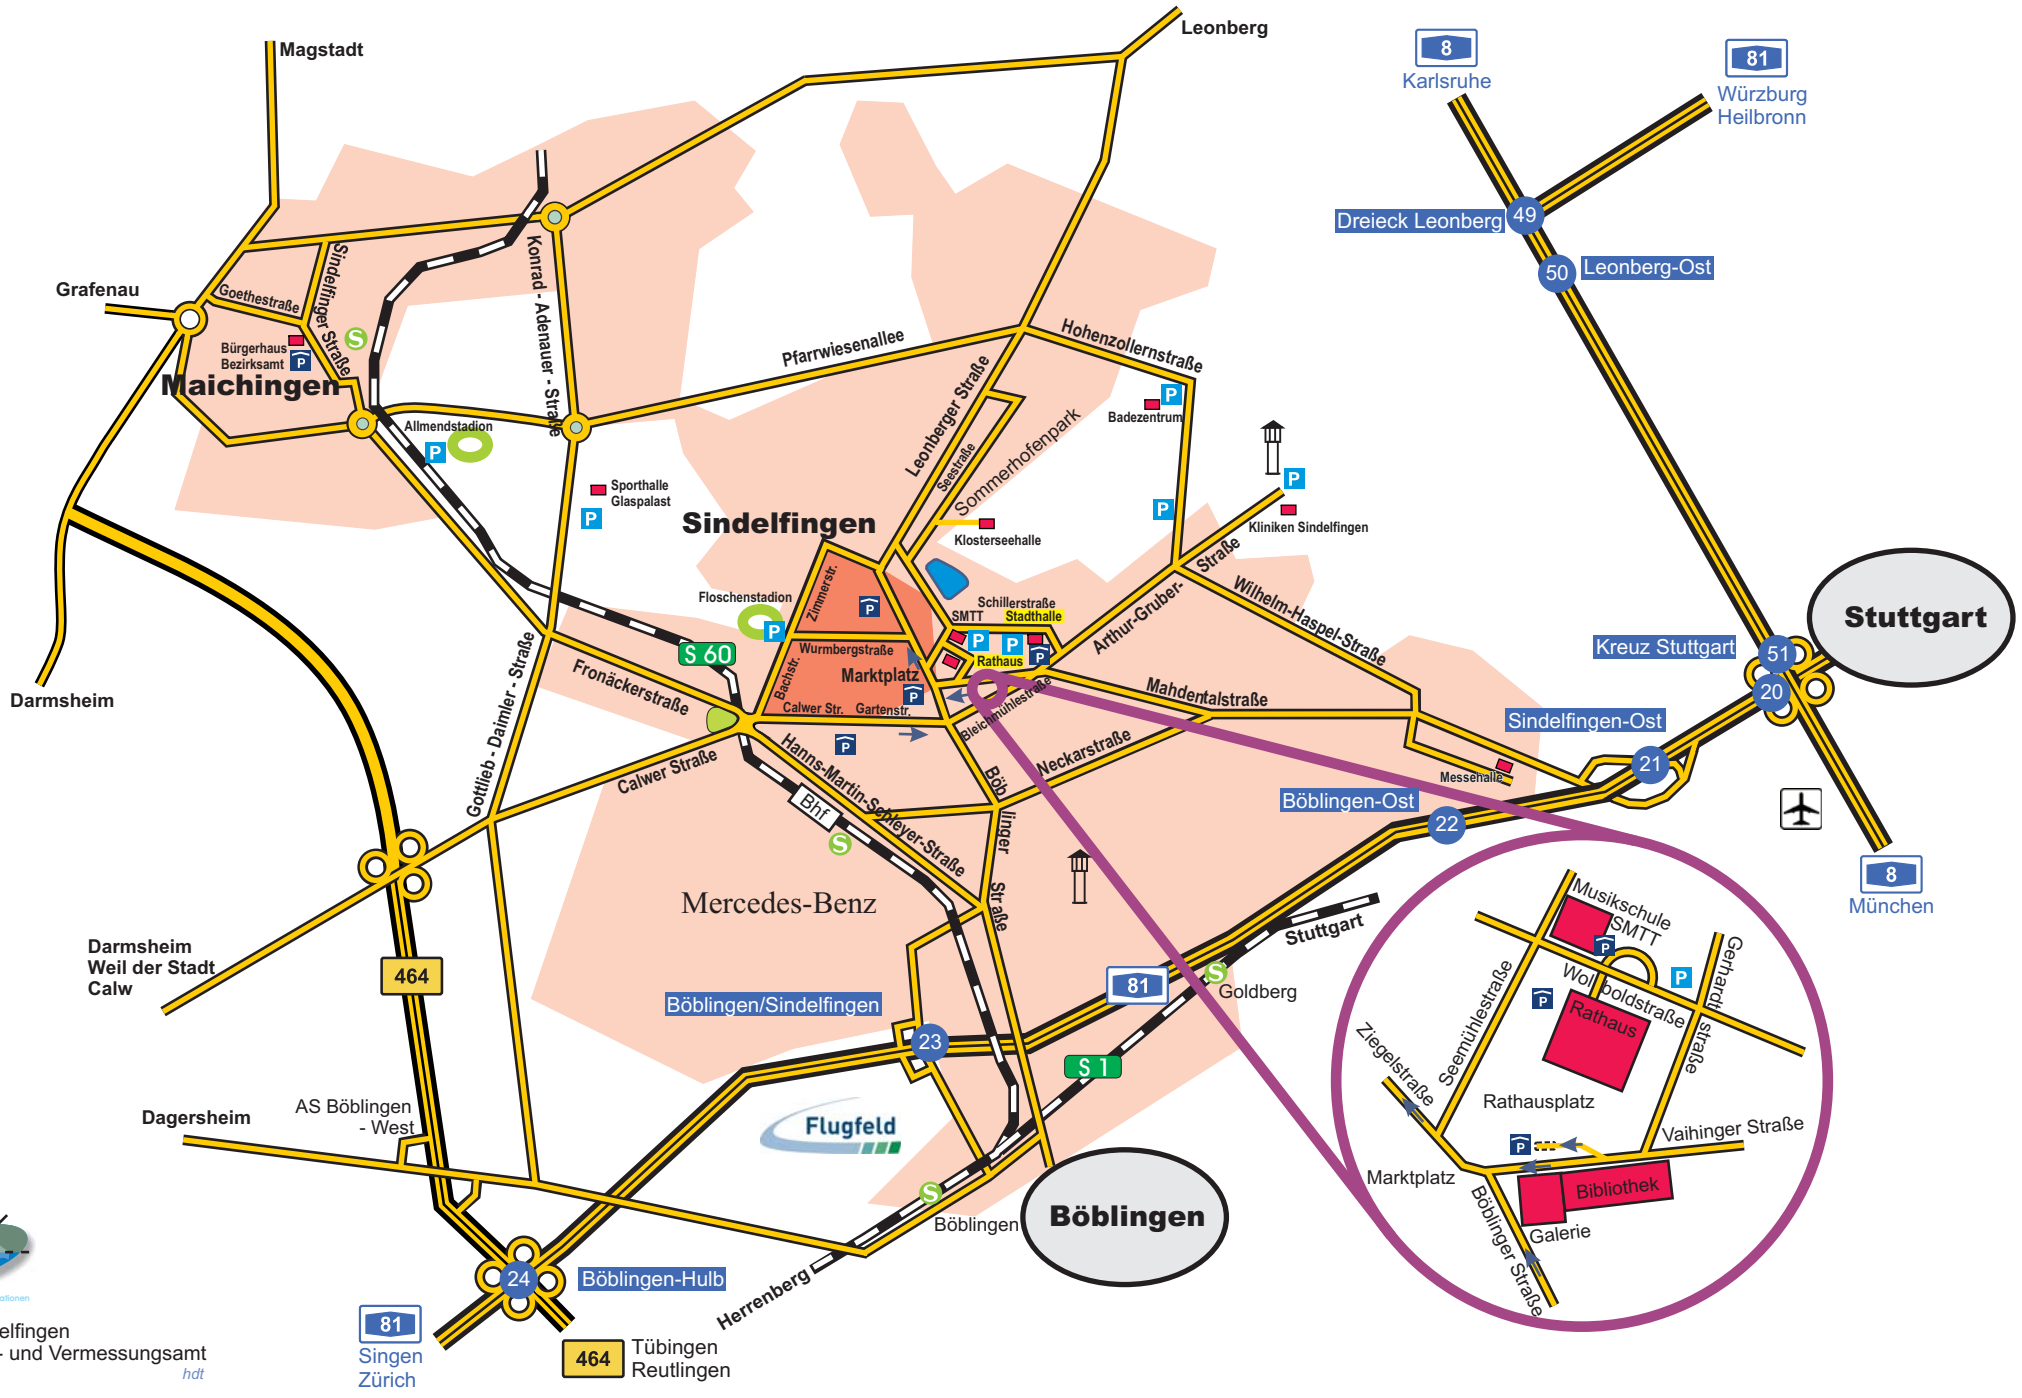 Magstadt
Leonberg
8
Karlsruhe
81
Würzburg
Heilbronn
Dreieck Leonberg
49
50
Leonberg-Ost
Grafenau
Goethestraße
Sindelfinger Straße
Konrad - Adenauer - Straße
Bürgerhaus
Bezirksamt
P
S
Maichingen
Pfarrwiesenallee
Hohenzollernstraße
Leonberger Straße
Seestraße
Sommerhofenpark
P
Badezentrum
Allmendstadion
P
Sporthalle
Glaspalast
P
Sindelfingen
Klosterseehalle
P
P
Kliniken Sindelfingen
Arthur-Gruber-
Straße
Wilhelm-Haspel-Straße
Floschenstadion
P
Zimmerstr.
P
Schillerstraße
SMTT
Stadthalle
P
P
P
Rathaus
S 60
Wurmbergstraße
Marktplatz
P
Bachstr.
Calwer Str.
Gartenstr.
P
Bleichmühlestraße
Mahdentalstraße
Neckarstraße
Fronäckerstraße
Gottlieb - Daimler - Straße
Calwer Straße
Hanns-Martin-Schleyer-Straße
Bhf
S
Böb
linger
Straße
Mercedes-Benz
Messehalle
Stuttgart
Kreuz Stuttgart
51
20
Sindelfingen-Ost
21
Böblingen-Ost
22
8
München
Darmsheim
Darmsheim
Weil der Stadt
Calw
464
Böblingen/Sindelfingen
23
81
Stuttgart
S
Goldberg
S 1
Flugfeld
Dagersheim
AS Böblingen
- West
S
Böblingen
Böblingen
Herrenberg
24
Böblingen-Hulb
81
Singen
Zürich
464
Tübingen
Reutlingen
Musikschule
SMTT
P
P
P
Wolboldstraße
Gerhardt
straße
Rathaus
Seemühlestraße
Ziegelstraße
Rathausplatz
P
Vaihinger Straße
Marktplatz
Bibliothek
Galerie
Böblinger Straße
ationen
elfingen
- und Vermessungsamt
hdt